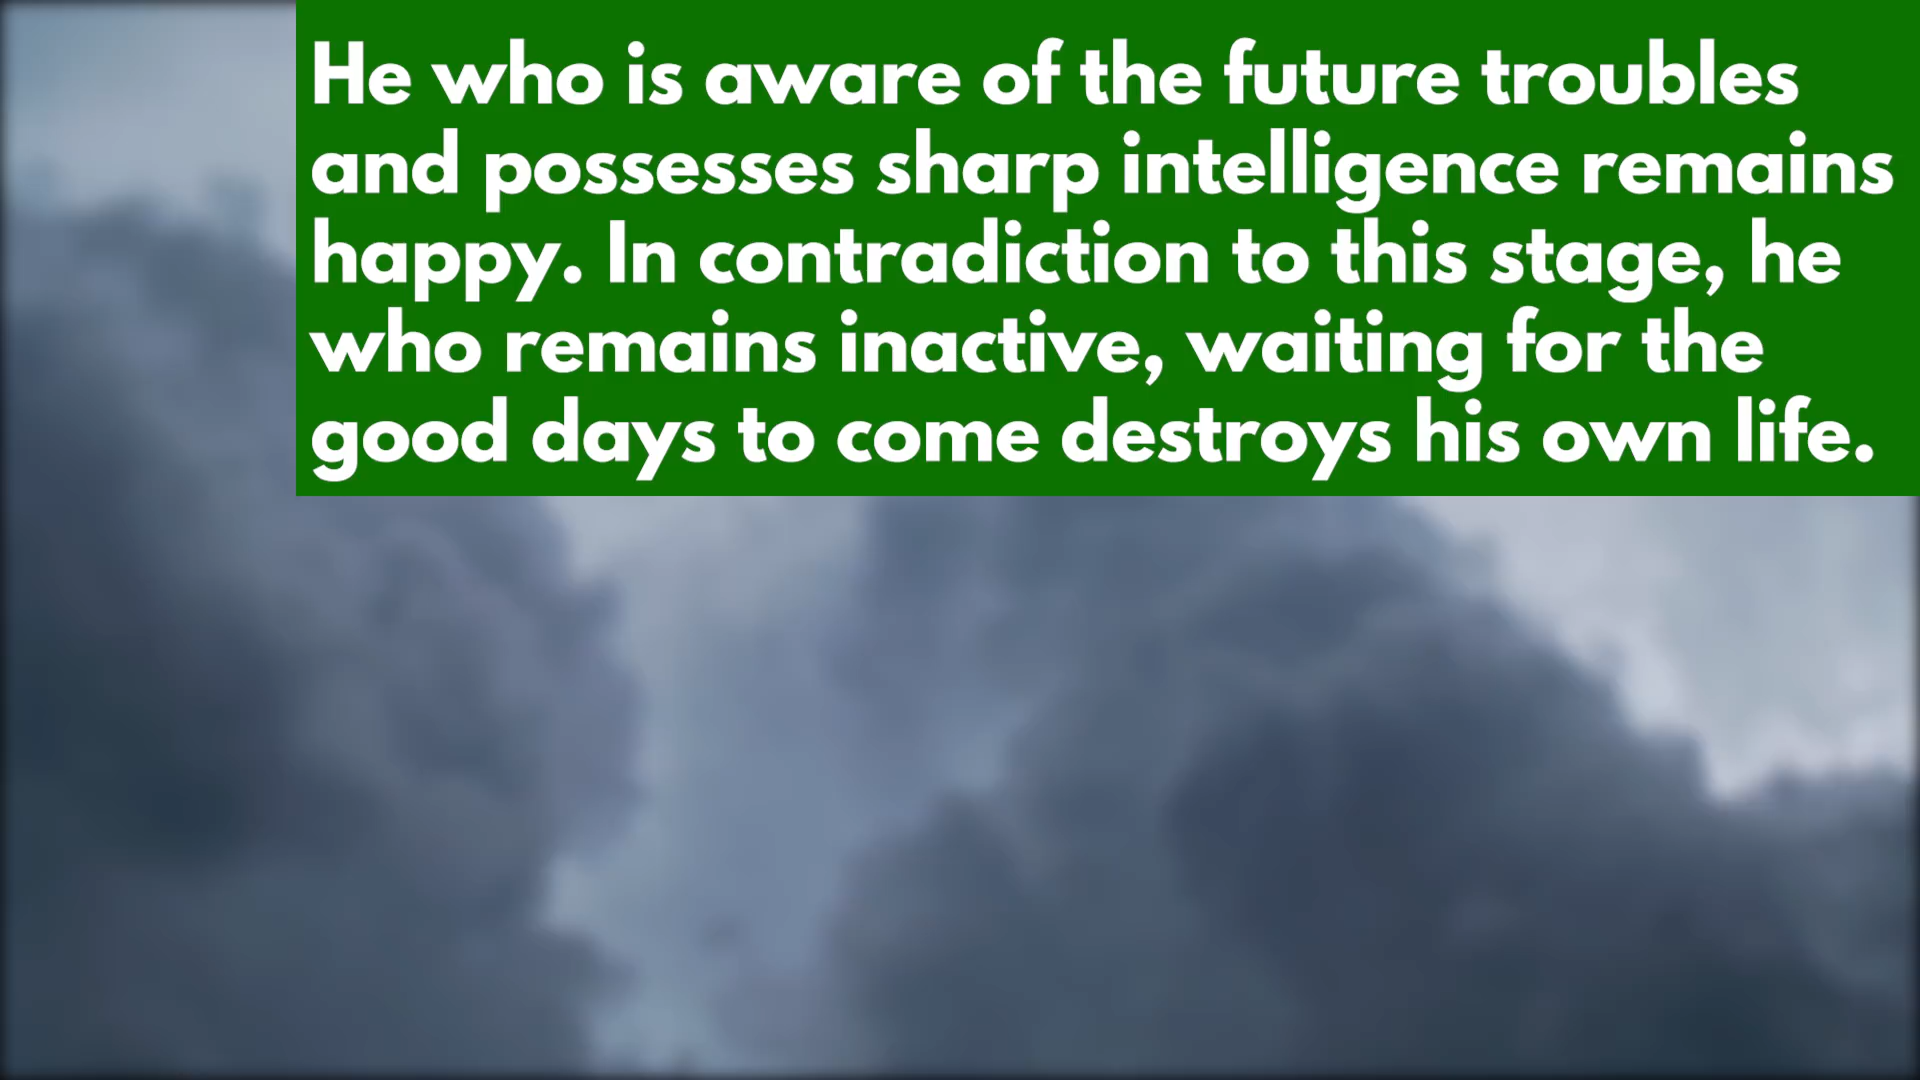 He who is aware of the future troubles
and possesses sharp intelligence remains
happy. In contradiction to this stage, he
who remains inactive, waiting for the
good days to come destroys his own life.